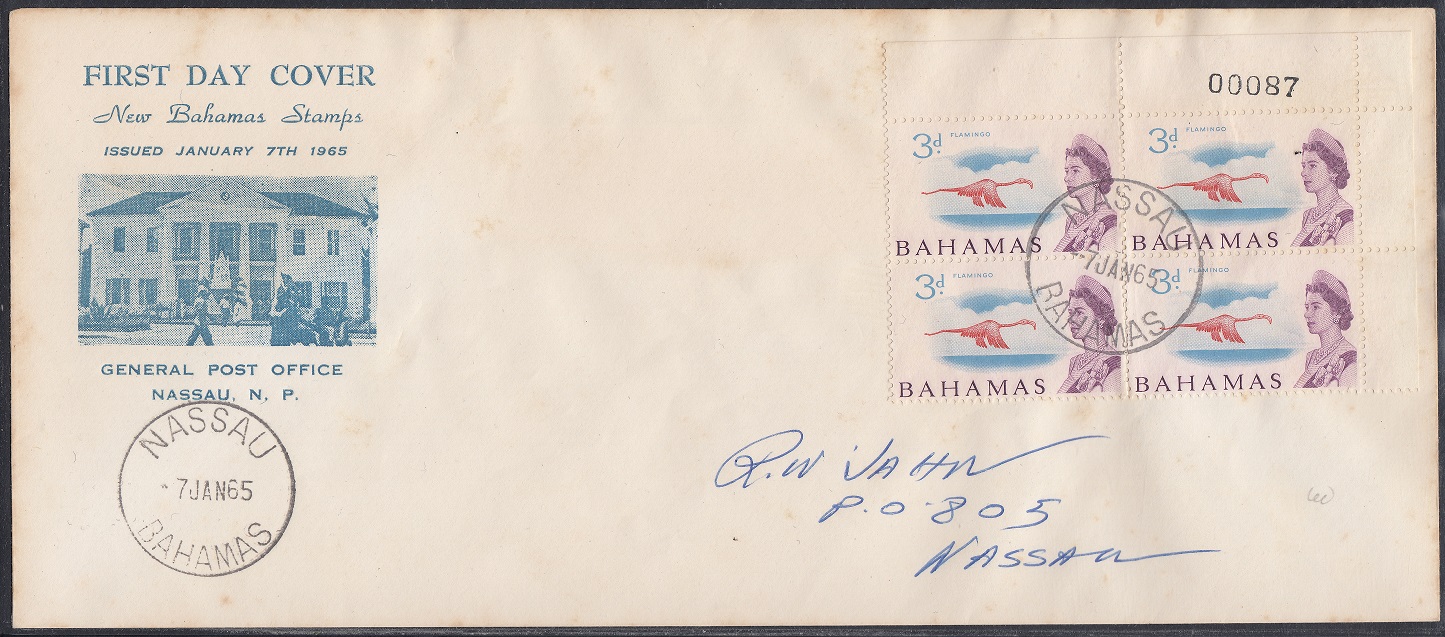 FIRST DAY COVER
New Bahamas Stamps
ISSUED JANUARY 7TH 1965
GENERAL POST OFFICE
NASSAU, N. P.
NASSAU
-7JAN65
BAHAMAS
00087
3d. FLAMINGO
BAHAMAS
3d. FLAMINGO
BAHAMAS
3d. FLAMINGO
BAHAMAS
3d. FLAMINGO
BAHAMAS
NASSAU
-7JAN65
BAHAMAS
R.W JAHN
P.O.805
NASSAU